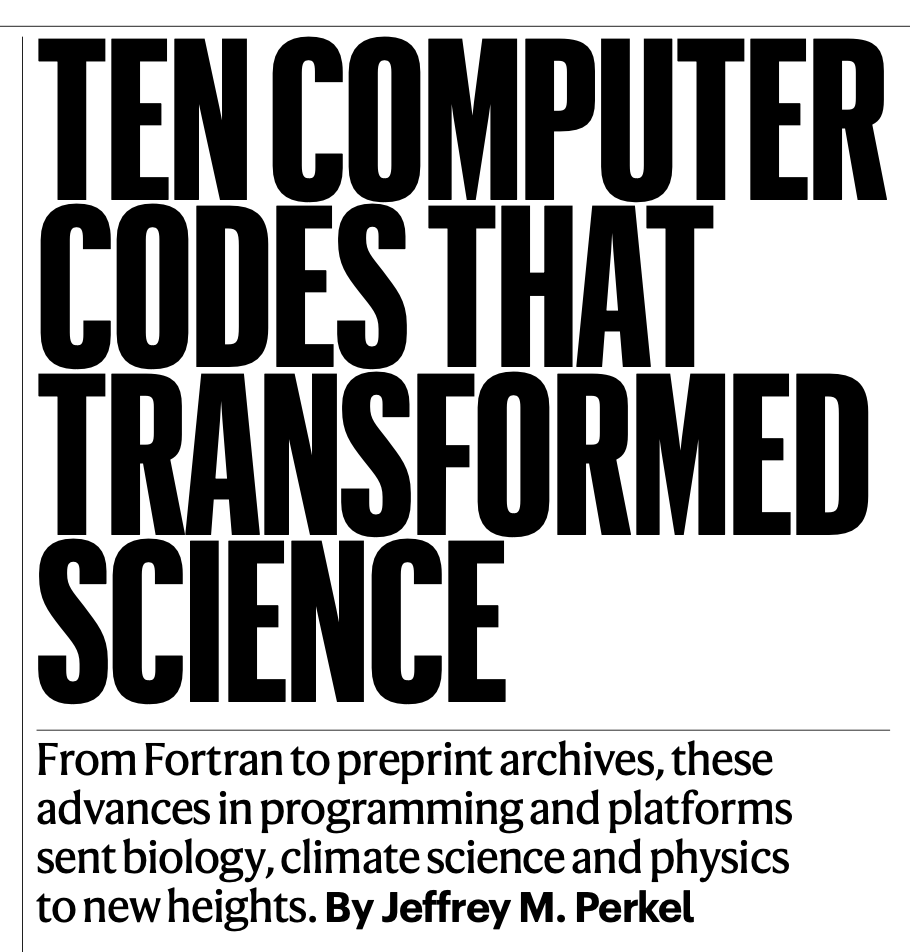 TEN COMPUTER
CODES THAT
TRANSFORMED
SCIENCE
From Fortran to preprint archives, these
advances in programming and platforms
sent biology, climate science and physics
to new heights. By Jeffrey M. Perkel